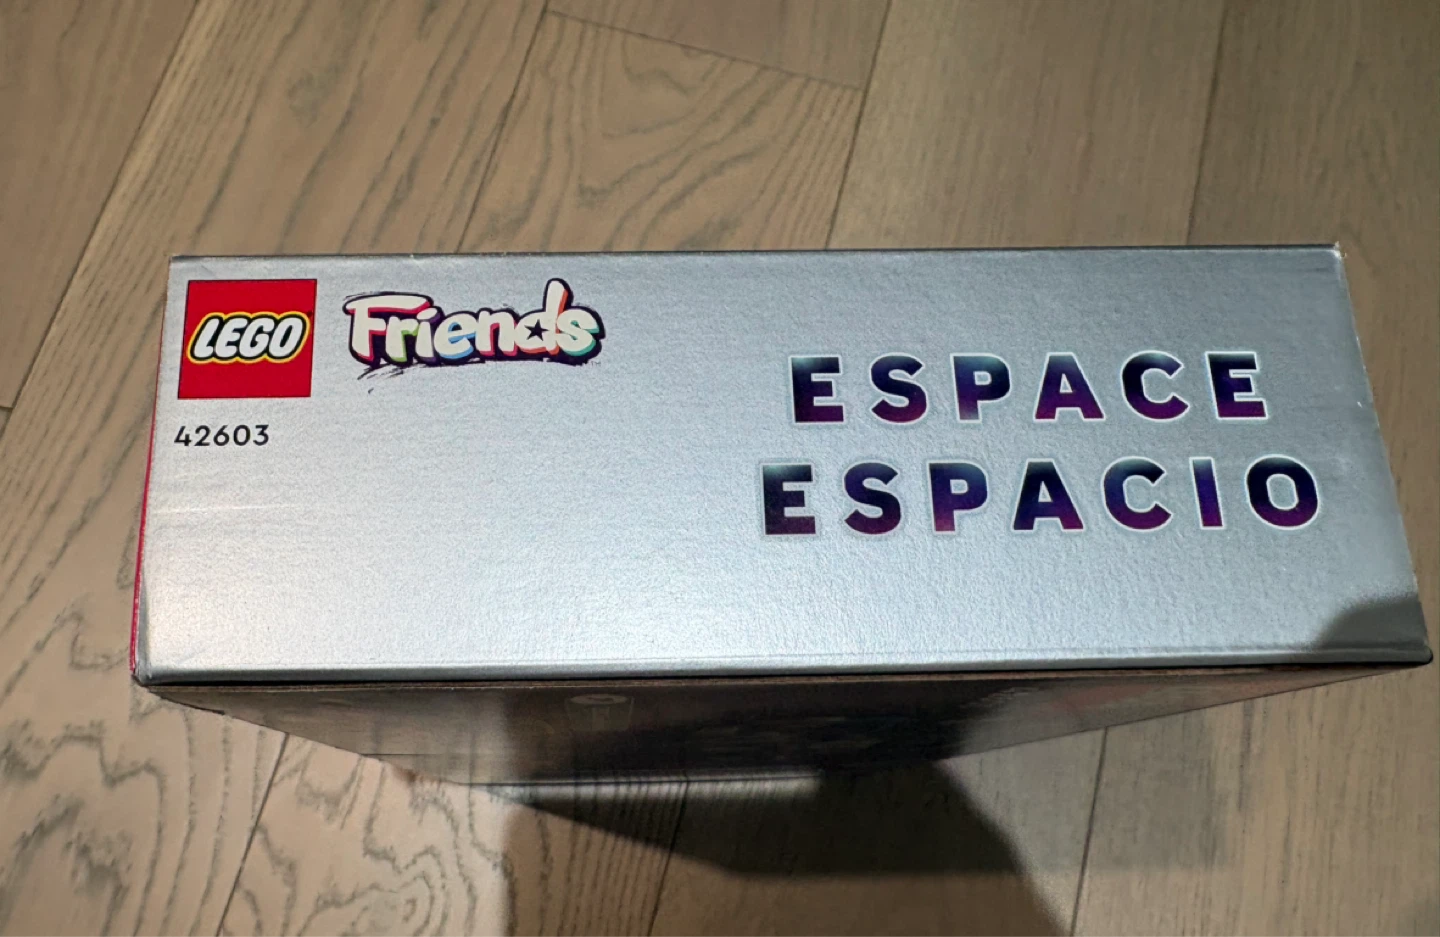 LEGO Friends
42603
ESPACE
ESPACIO